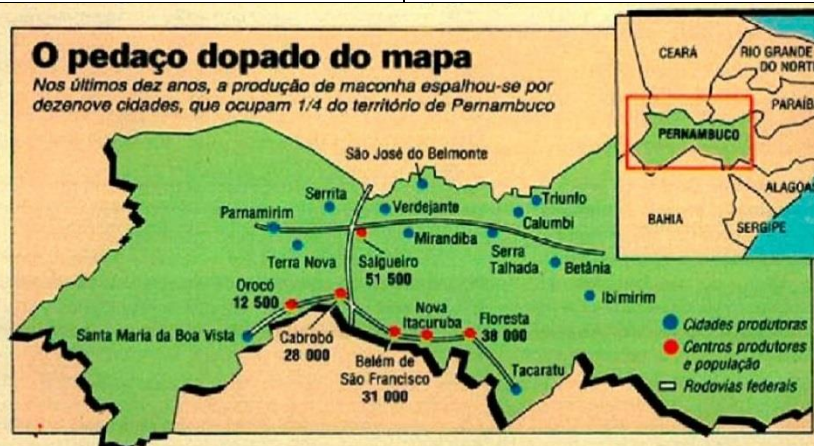 O pedaço dopado do mapa
Nos últimos dez anos, a produção de maconha espalhou-se por
dezenove cidades, que ocupam 1/4 do território de Pernambuco
CEARÁ
RIO GRANDE
DO NORT
PARAÍB
PERNAMBUCO
ALAGOA
BAHIA
SERGIPE
São José do Belmonte
Serrita
Verdejante
Triunfo
Parnamirim
Calumbi
Mirandiba
Terra Nova
Salgueiro
51 500
Serra
Talhada
Betânia
Orocó
12 500
Ibimirim
Nova
Itacuruba
Floresta
38 000
Santa Maria da Boa Vista
Cabrobó
28 000
Belém de
São Francisco
31 000
Tacaratu
Cidades produtoras
Centros produtores
e população
Rodovias federais